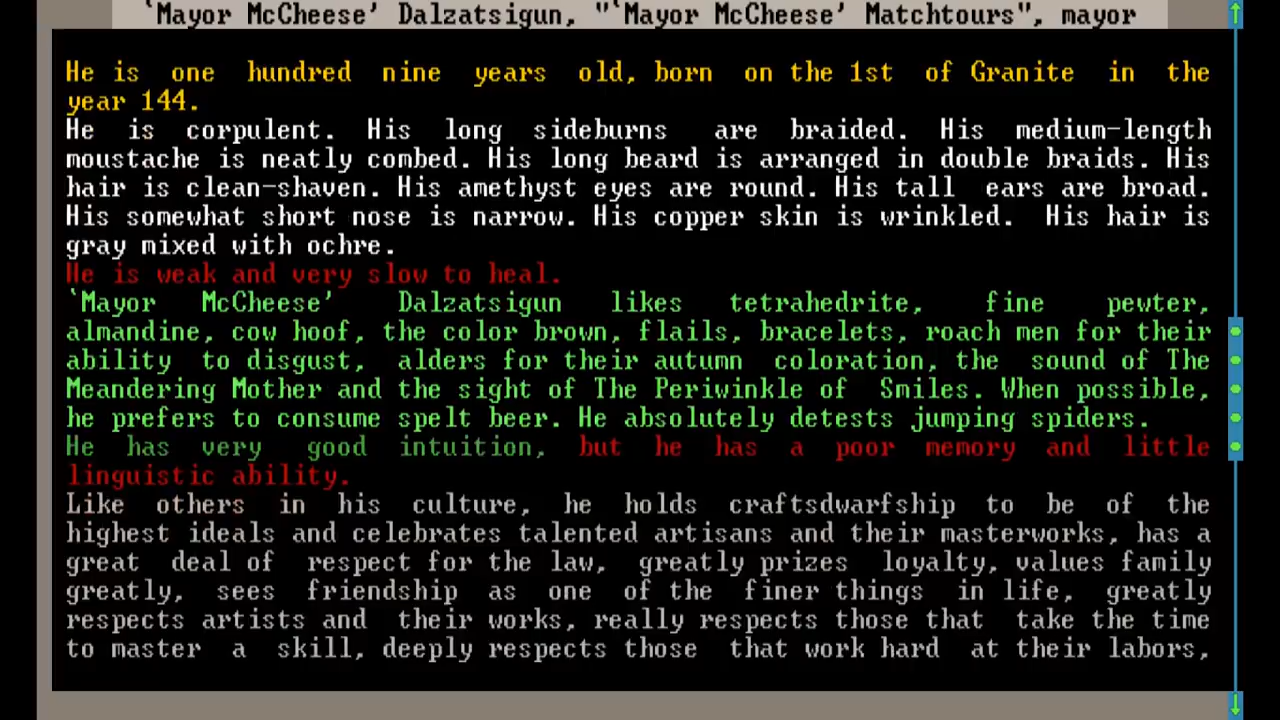 `Mayor McCheese' Dalzatsigun, "`Mayor McCheese' Matchtours", mayor
He is one hundred nine years old, born on the 1st of Granite in the
year 144.
He is corpulent. His long sideburns are braided. His medium-length
moustache is neatly combed. His long beard is arranged in double braids. His
hair is clean-shaven. His amethyst eyes are round. His tall ears are broad.
His somewhat short nose is narrow. His copper skin is wrinkled. His hair is
gray mixed with ochre.
He is weak and very slow to heal.
`Mayor McCheese' Dalzatsigun likes tetrahedrite, fine pewter,
almandine, cow hoof, the color brown, flails, bracelets, roach men for their
ability to disgust, alders for their autumn coloration, the sound of The
Meandering Mother and the sight of The Periwinkle of Smiles. When possible,
he prefers to consume spelt beer. He absolutely detests jumping spiders.
He has very good intuition, but he has a poor memory and little
linguistic ability.
Like others in his culture, he holds craftsdwarfship to be of the
highest ideals and celebrates talented artisans and their masterworks, has a
great deal of respect for the law, greatly prizes loyalty, values family
greatly, sees friendship as one of the finer things in life, greatly
respects artists and their works, really respects those that take the time
to master a skill, deeply respects those that work hard at their labors,